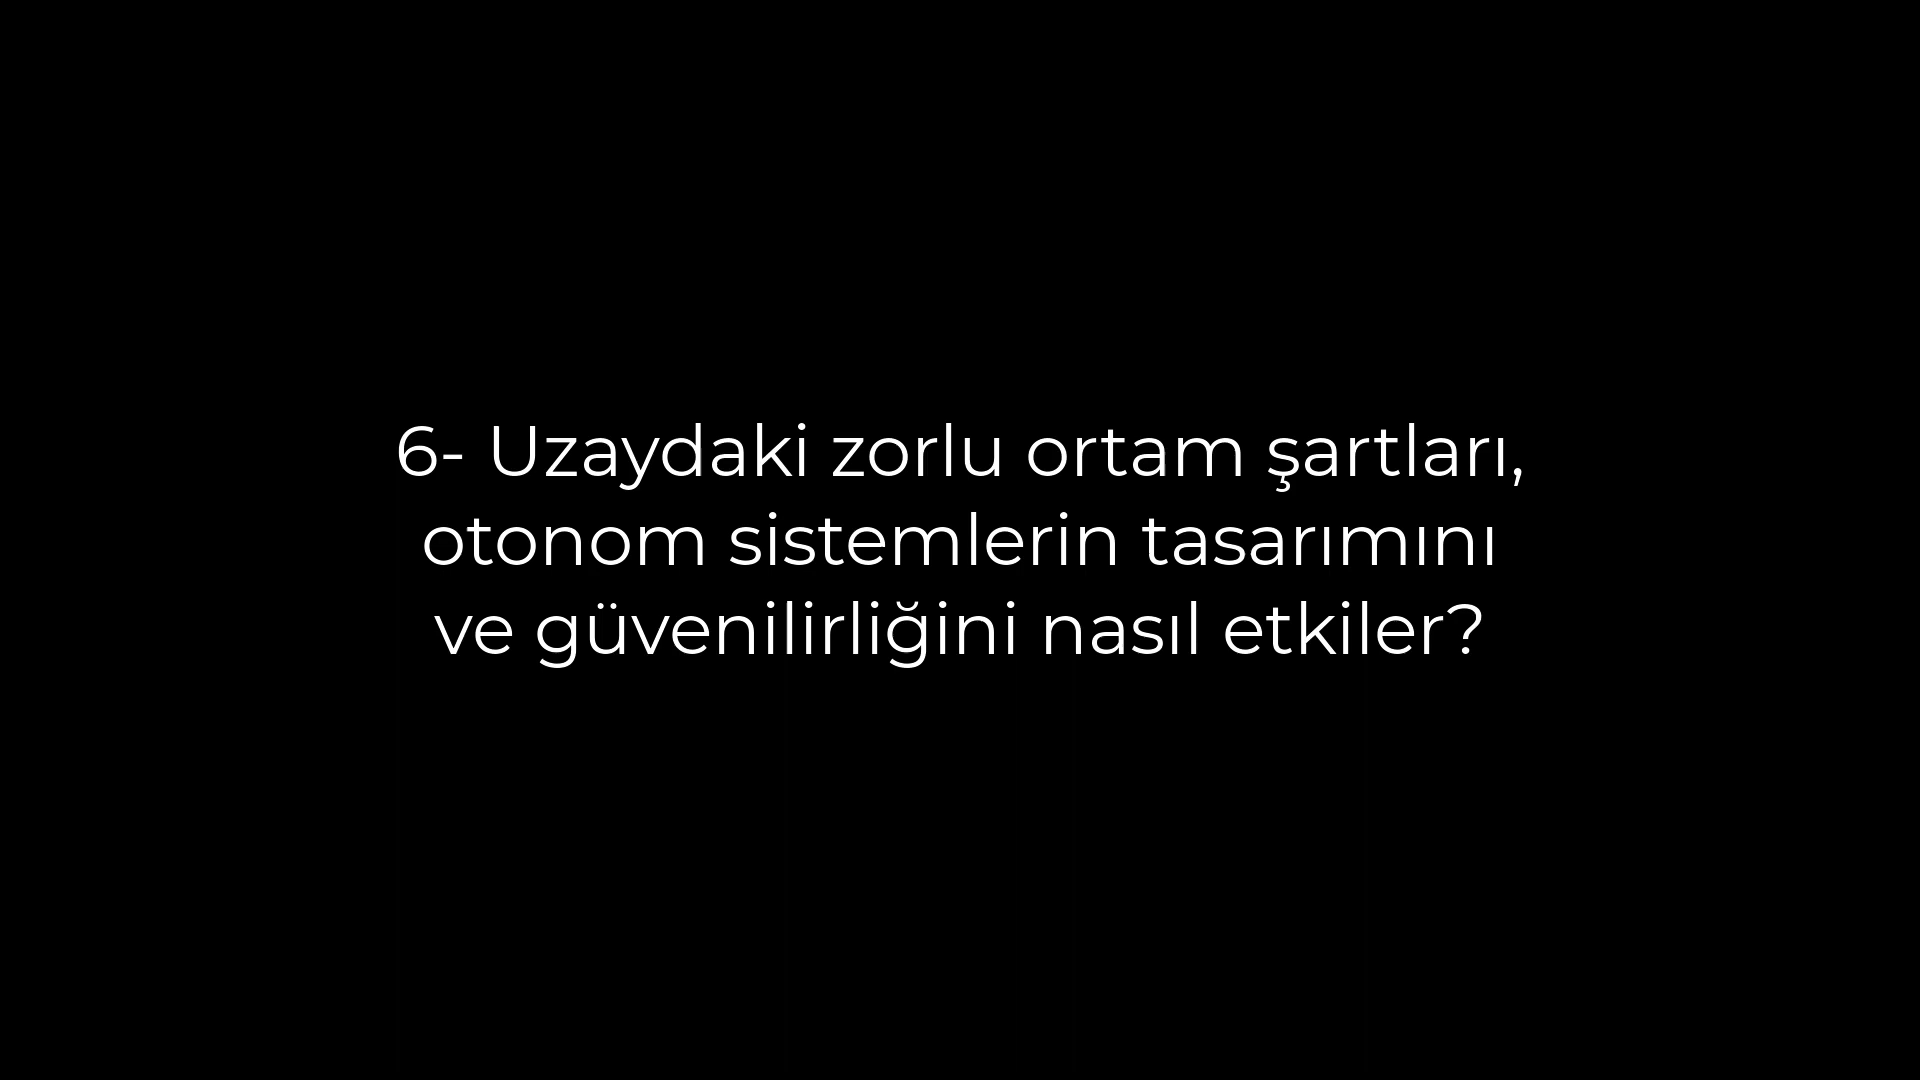 6- Uzaydaki zorlu ortam şartları,
otonom sistemlerin tasarımını
ve güvenilirliğini nasıl etkiler?